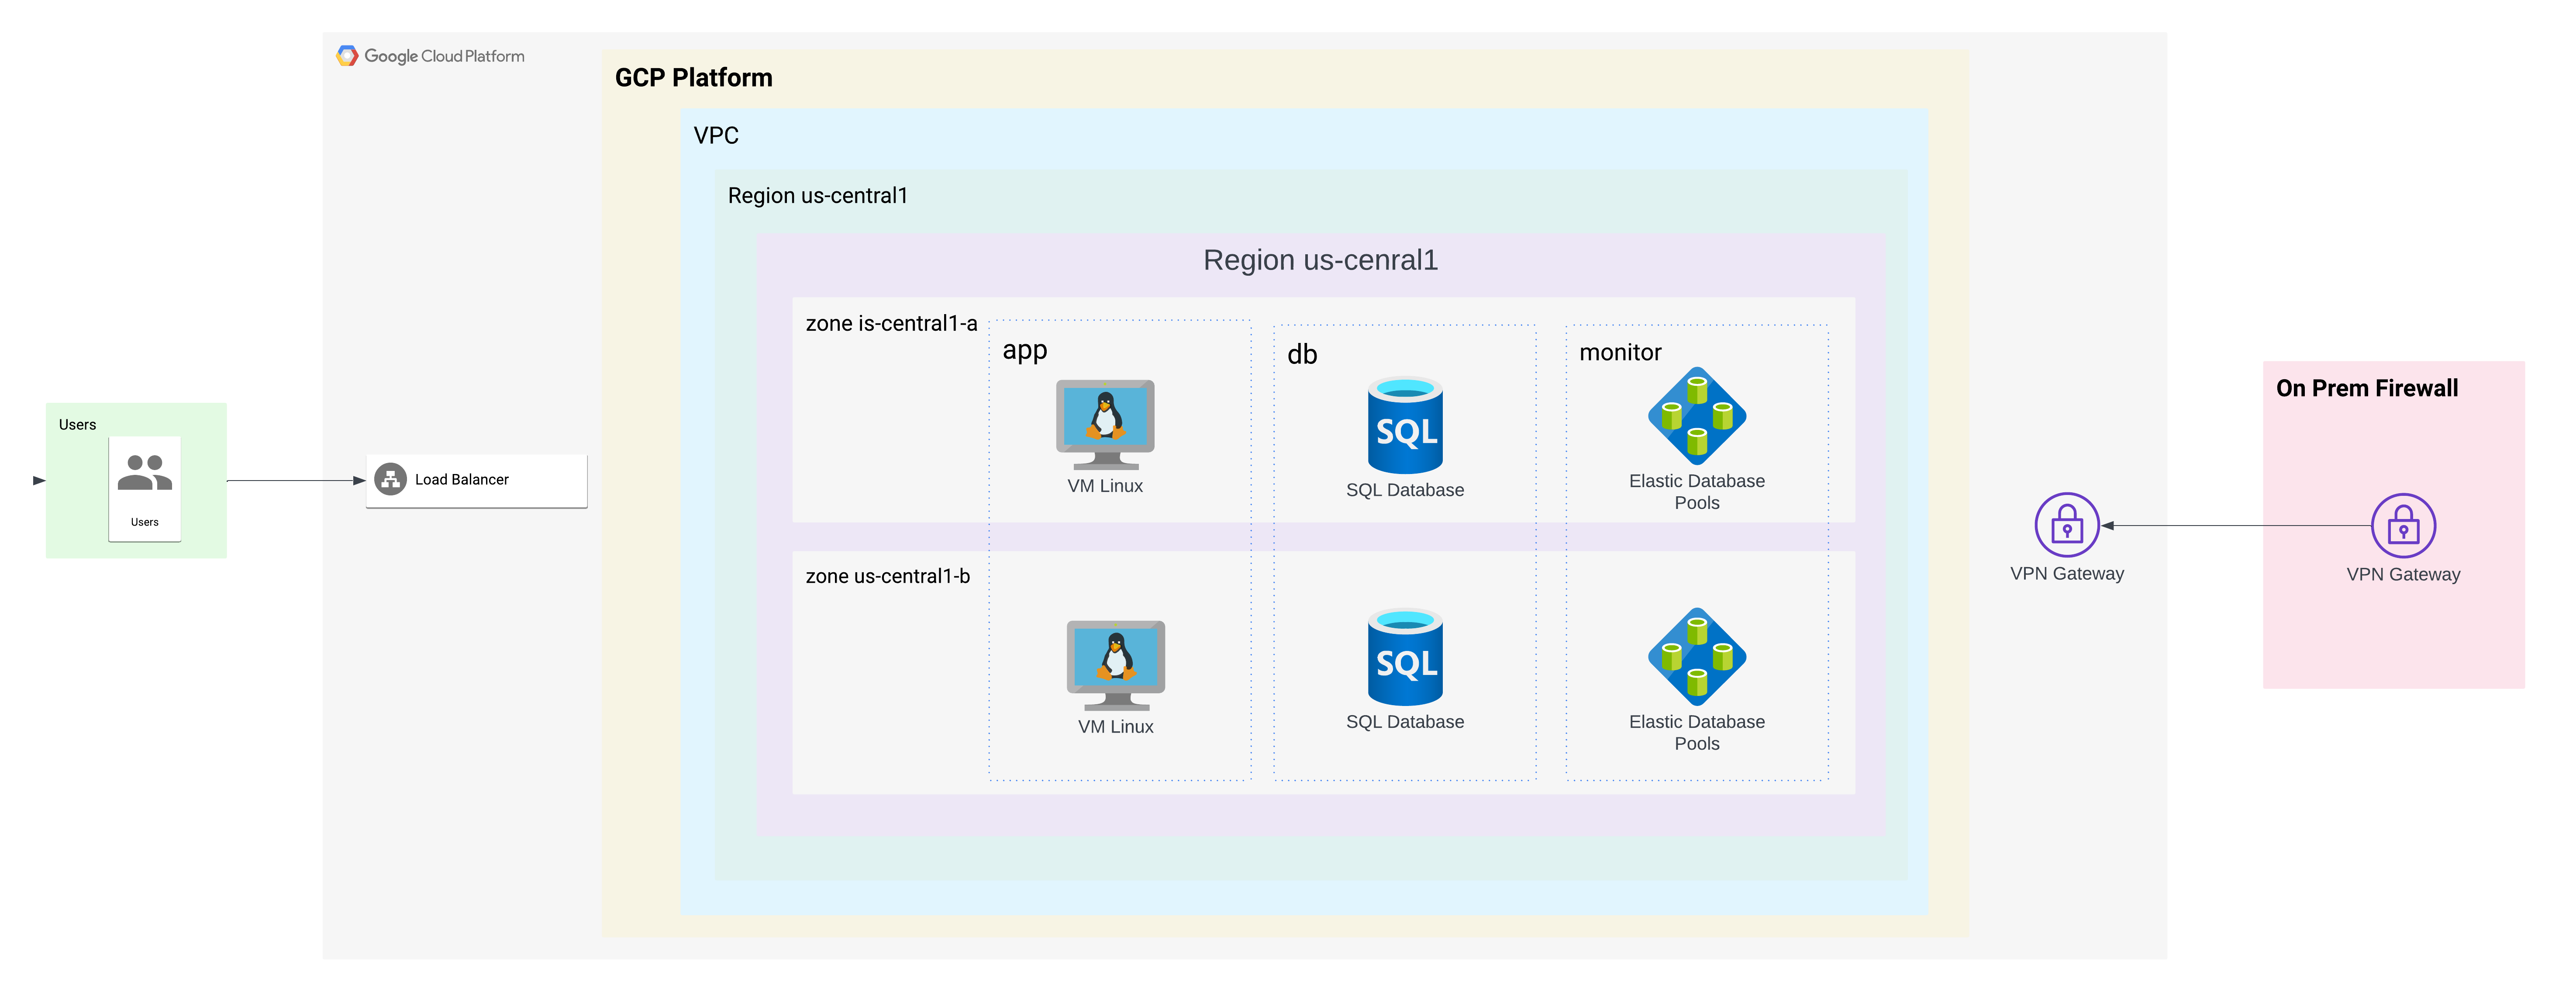 Google Cloud Platform
GCP Platform
VPC
Region us-central1
Region us-cenral1
zone is-central1-a
app
db
monitor
SQL
VM Linux
SQL Database
Elastic Database
Pools
zone us-central1-b
SQL
VM Linux
SQL Database
Elastic Database
Pools
Users
Users
Load Balancer
VPN Gateway
On Prem Firewall
VPN Gateway